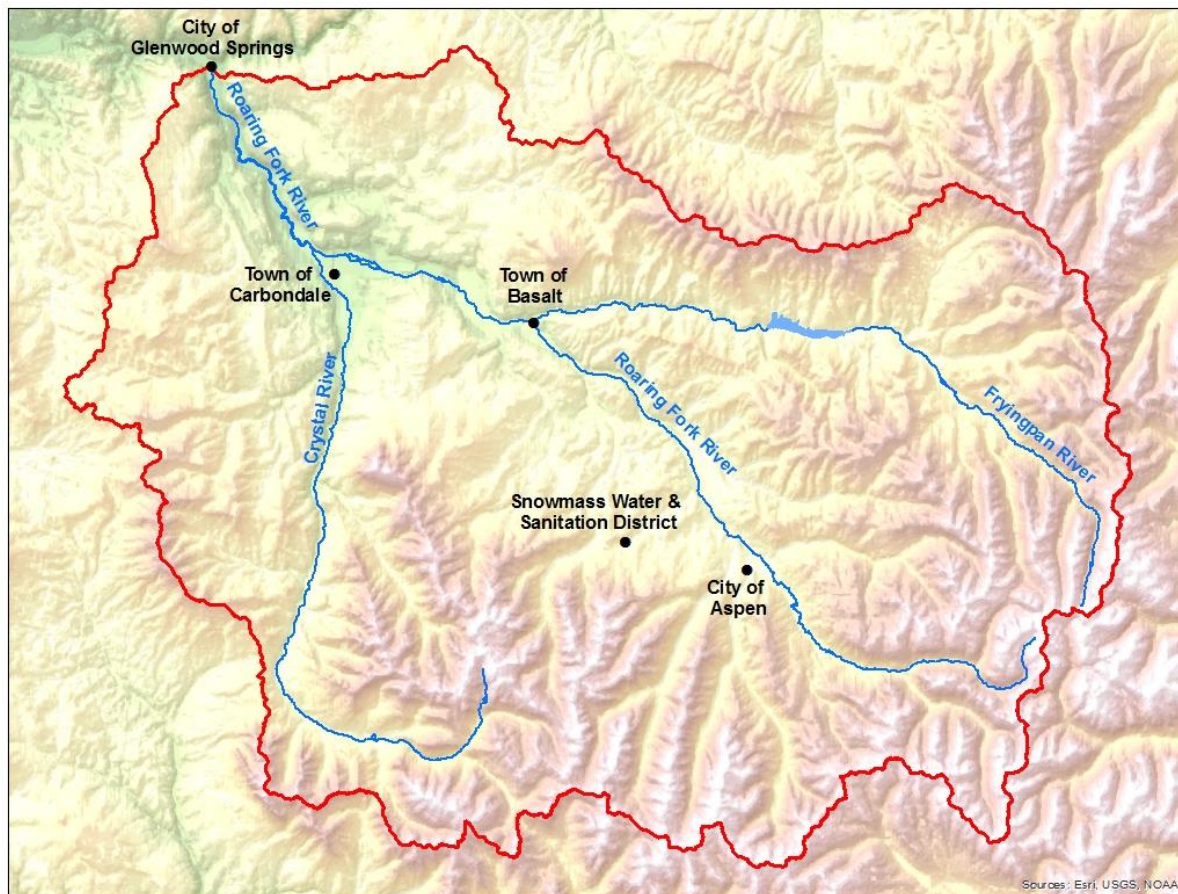 City of
Glenwood Springs
Roaring Fork River
Town of
Carbondale
Town of
Basalt
Crystal River
Roaring Fork River
Fryingpan River
Snowmass Water &
Sanitation District
City of
Aspen
Sources: Esri, USGS, NOAA